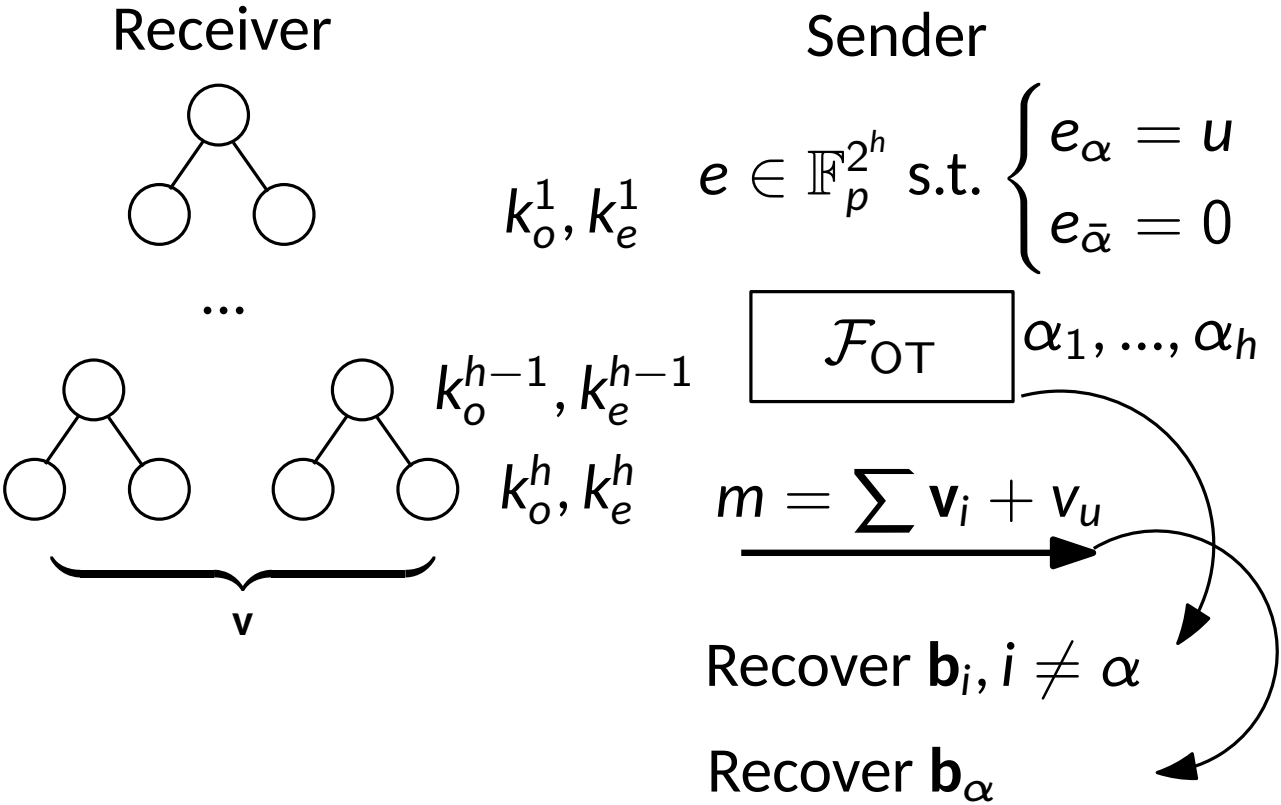 Receiver
Sender
e ∈ 𝔽_p^{2^h} s.t. { e_α = u
e_ᾱ = 0
k_o^1, k_e^1
...
ℱ_OT
α_1, ..., α_h
k_o^{h−1}, k_e^{h−1}
k_o^h, k_e^h
m = ∑ v_i + v_u
v
Recover b_i, i ≠ α
Recover b_α